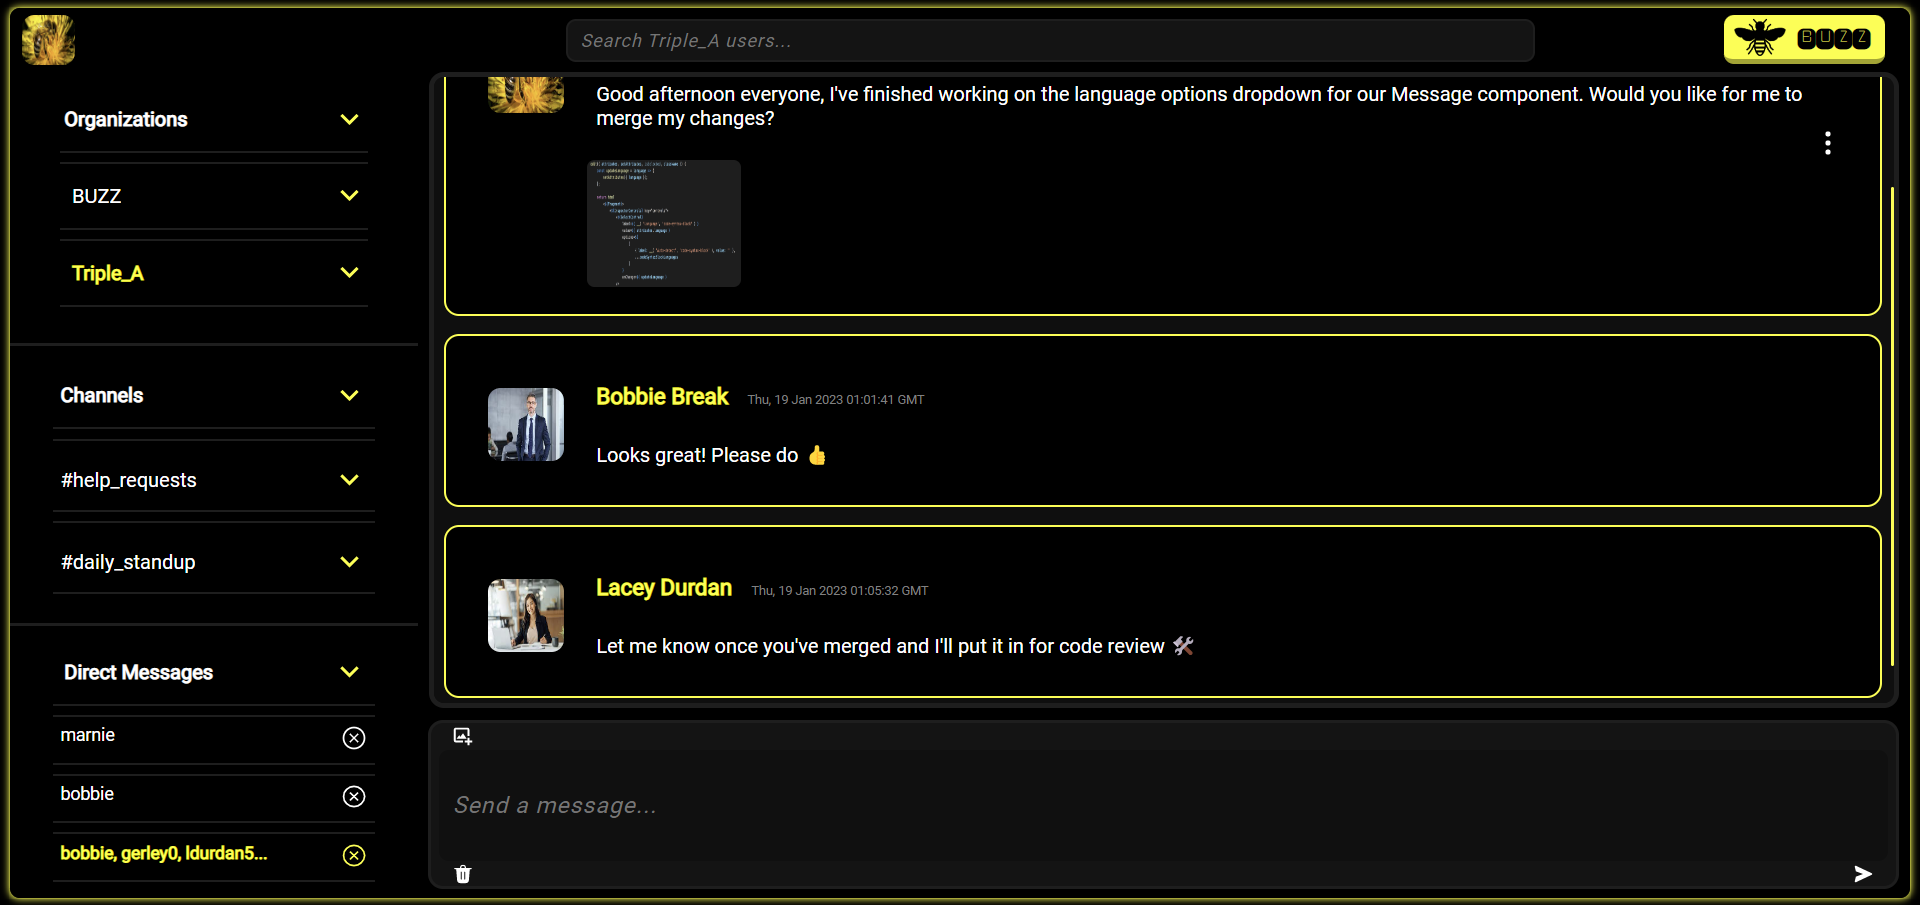 Search Triple_A users...
BUZZ
Organizations
BUZZ
Triple_A
Channels
#help_requests
#daily_standup
Direct Messages
marnie
bobbie
bobbie, gerley0, ldurdan5...
Good afternoon everyone, I've finished working on the language options dropdown for our Message component. Would you like for me to
merge my changes?
Bobbie Break Thu, 19 Jan 2023 01:01:41 GMT
Looks great! Please do 👍
Lacey Durdan Thu, 19 Jan 2023 01:05:32 GMT
Let me know once you've merged and I'll put it in for code review 🛠️
Send a message...